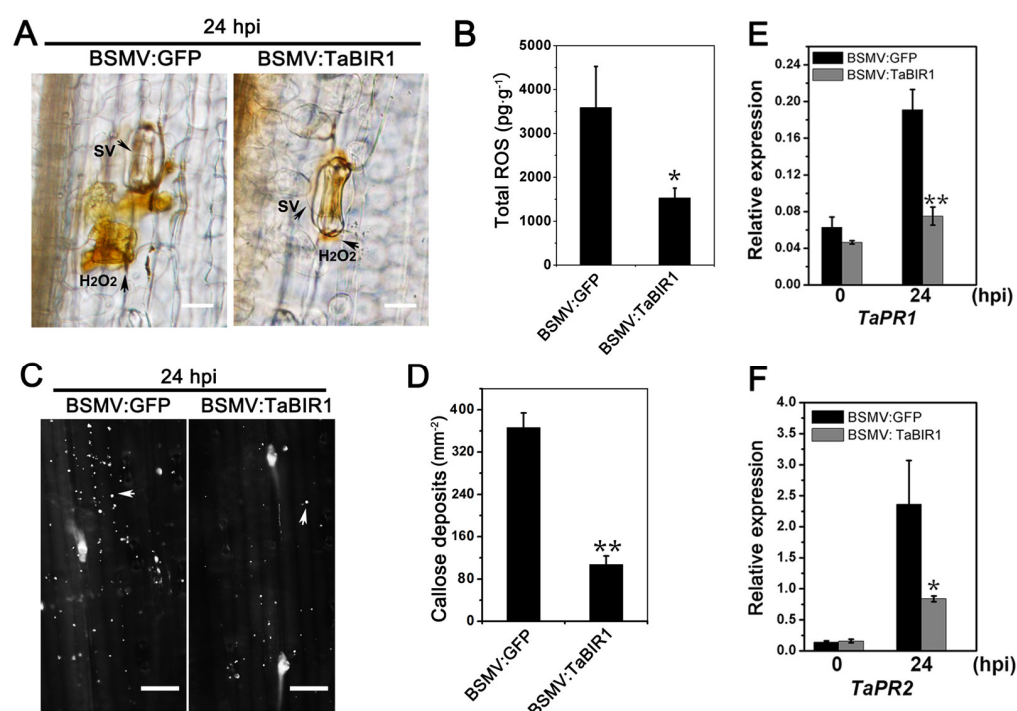 A
24 hpi
BSMV:GFP
BSMV:TaBIR1
SV
H2O2
SV
H2O2
B
Total ROS (pg·g-1)
5000
4000
3000
2000
1000
0
*
BSMV:GFP
BSMV:TaBIR1
E
BSMV:GFP
BSMV:TaBIR1
Relative expression
0.24
0.20
0.16
0.12
0.08
0.04
0.00
**
0
24
(hpi)
TaPR1
C
24 hpi
BSMV:GFP
BSMV:TaBIR1
D
Callose deposits (mm-2)
400
320
240
160
80
0
**
BSMV:GFP
BSMV:TaBIR1
F
BSMV:GFP
BSMV: TaBIR1
Relative expression
4.0
3.5
3.0
2.5
2.0
1.5
1.0
0.5
0.0
*
0
24
(hpi)
TaPR2